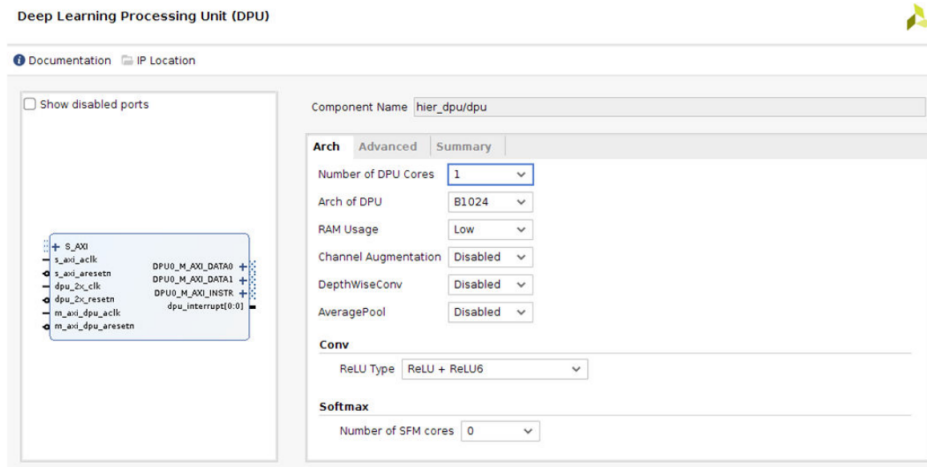 Deep Learning Processing Unit (DPU)
Documentation IP Location
Show disabled ports
S_AXI
s_axi_aclk
s_axi_aresetn
dpu_2x_clk
dpu_2x_resetn
m_axi_dpu_aclk
m_axi_dpu_aresetn
DPU0_M_AXI_DATA0
DPU0_M_AXI_DATA1
DPU0_M_AXI_INSTR
dpu_interrupt[0:0]
Component Name hier_dpu/dpu
Arch Advanced Summary
Number of DPU Cores 1
Arch of DPU B1024
RAM Usage Low
Channel Augmentation Disabled
DepthWiseConv Disabled
AveragePool Disabled
Conv
ReLU Type ReLU + ReLU6
Softmax
Number of SFM cores 0